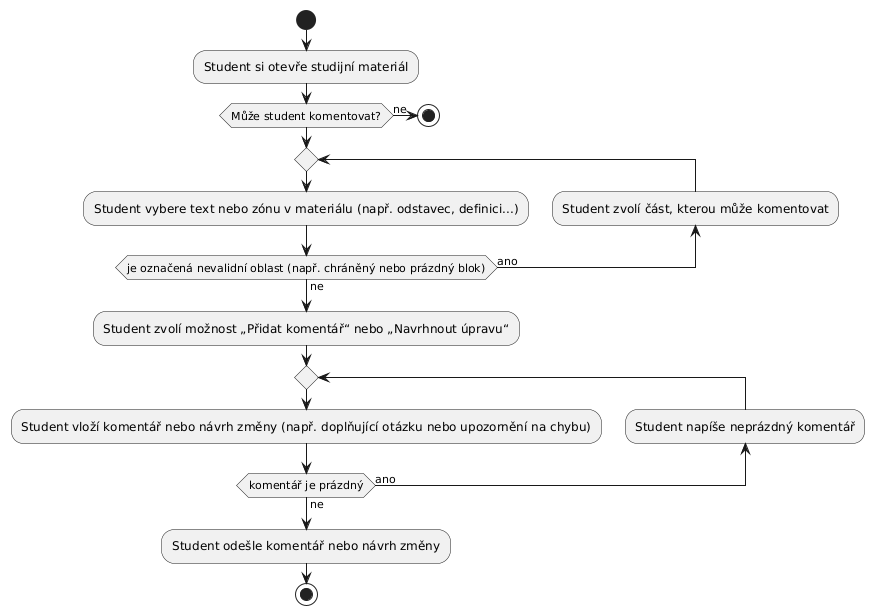 Student si otevře studijní materiál
Může student komentovat?
ne
Student vybere text nebo zónu v materiálu (např. odstavec, definici...)
Student zvolí část, kterou může komentovat
je označená nevalidní oblast (např. chráněný nebo prázdný blok)
ano
ne
Student zvolí možnost „Přidat komentář“ nebo „Navrhnout úpravu“
Student vloží komentář nebo návrh změny (např. doplňující otázku nebo upozornění na chybu)
Student napíše neprázdný komentář
komentář je prázdný
ano
ne
Student odešle komentář nebo návrh změny